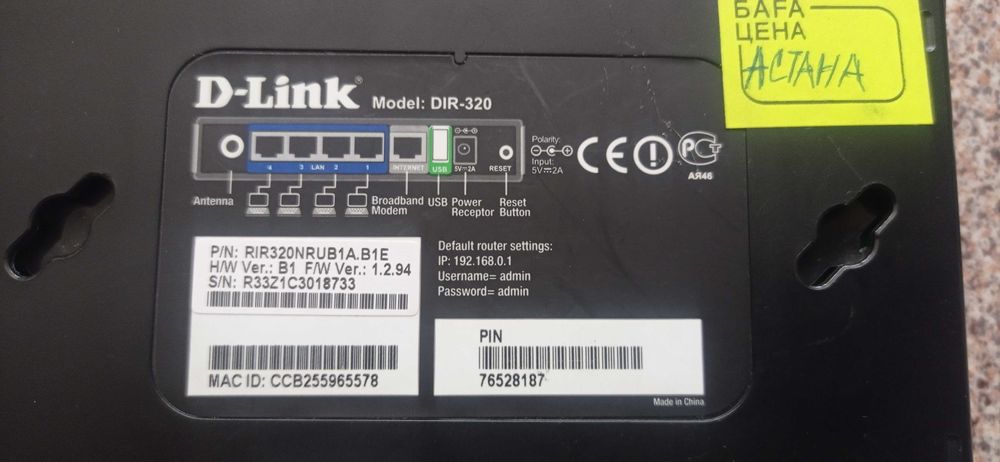 БАҒА
ЦЕНА
АСТАНА
D-Link Model: DIR-320
4 3 LAN 2 1 INTERNET USB 5V⎓2A RESET
Polarity:
Input:
5V⎓2A
CE
АЯ46
Antenna
Broadband
Modem
USB
Power
Receptor
Reset
Button
P/N: RIR320NRUB1A.B1E
H/W Ver.: B1 F/W Ver.: 1.2.94
S/N: R33Z1C3018733
MAC ID: CCB255965578
Default router settings:
IP: 192.168.0.1
Username= admin
Password= admin
PIN
76528187
Made in China